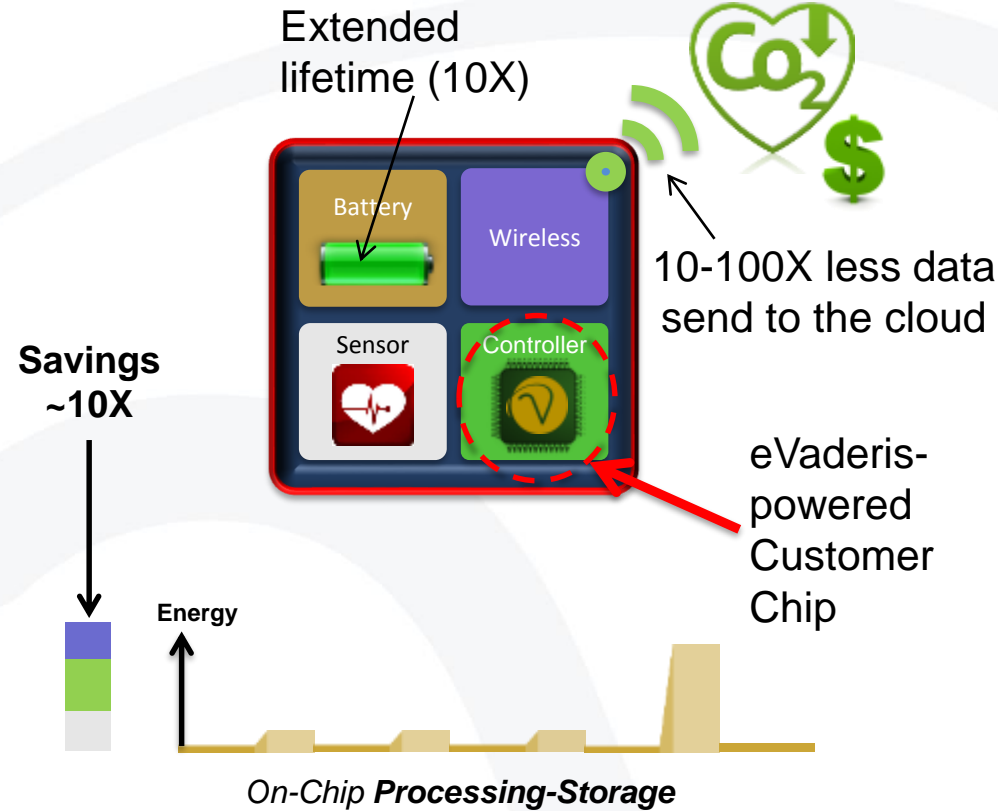 Extended
lifetime (10X)
Co2
$
Battery
Wireless
10-100X less data
send to the cloud
Sensor
Controller
Savings
~10X
eVaderis-
powered
Customer
Chip
Energy
On-Chip Processing-Storage